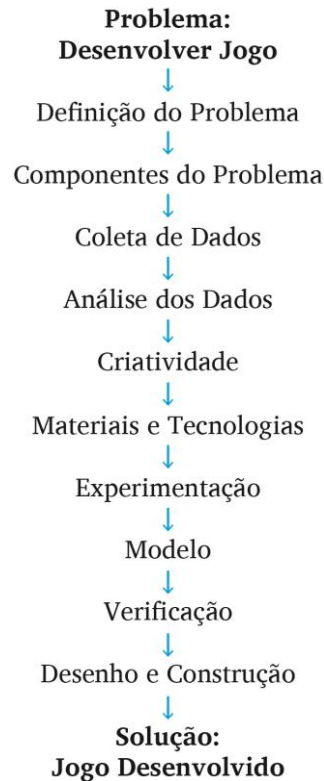 Problema:
Desenvolver Jogo
↓
Definição do Problema
↓
Componentes do Problema
↓
Coleta de Dados
↓
Análise dos Dados
↓
Criatividade
↓
Materiais e Tecnologias
↓
Experimentação
↓
Modelo
↓
Verificação
↓
Desenho e Construção
↓
Solução:
Jogo Desenvolvido